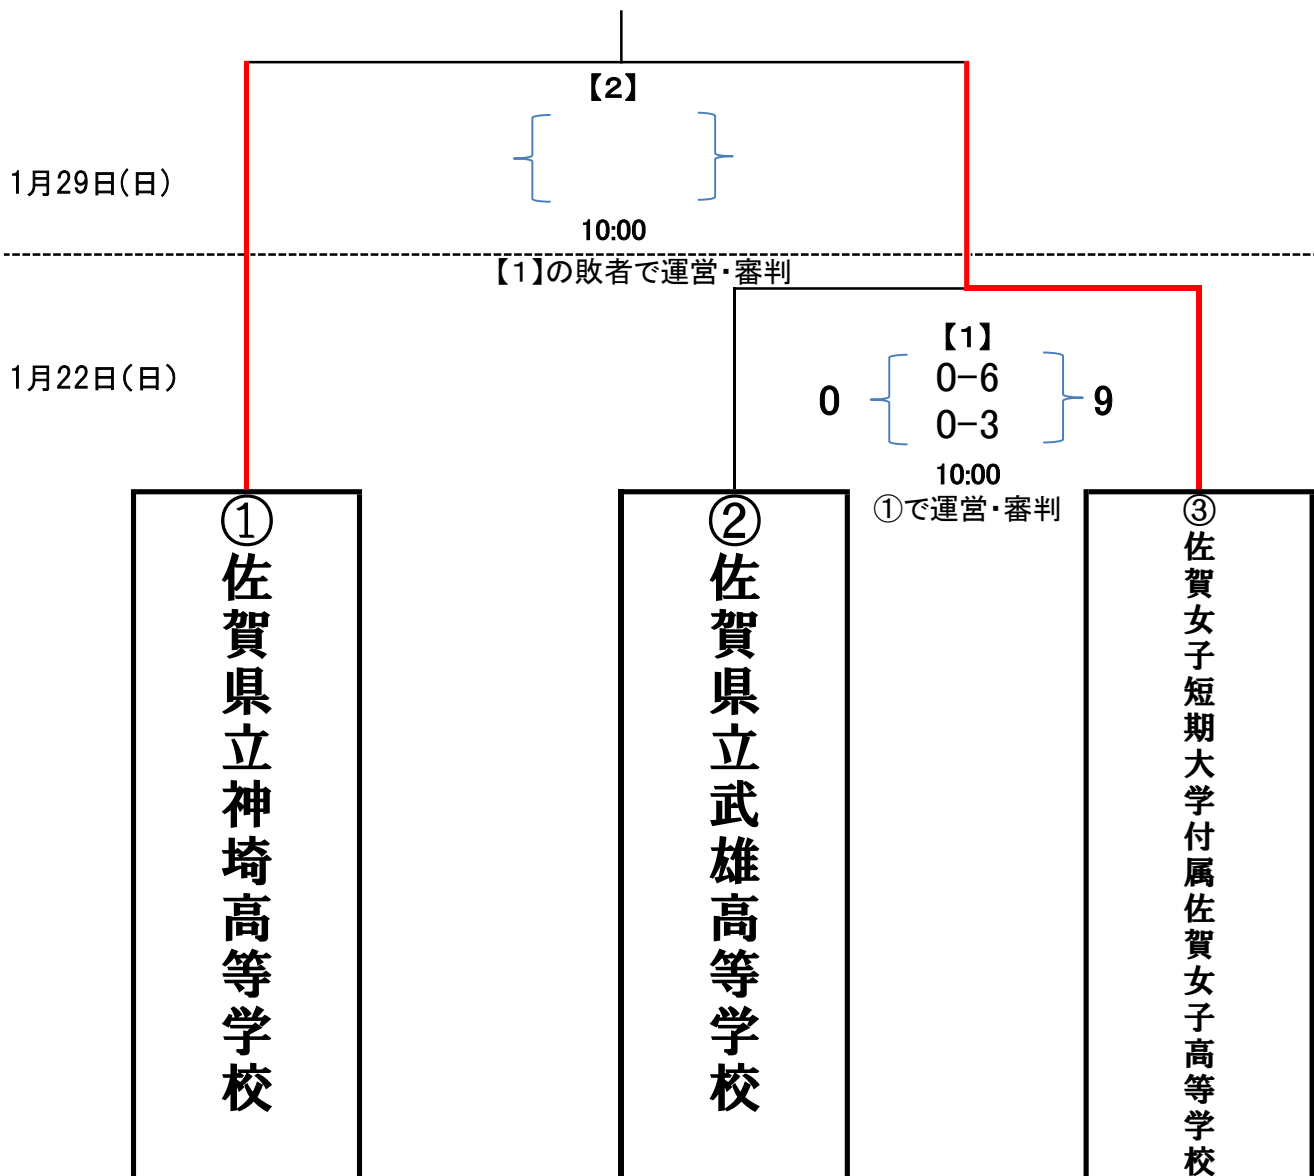 【2】
1月29日(日)
10:00
【1】の敗者で運営・審判
【1】
1月22日(日)
0-6
0 9
0-3
10:00
①で運営・審判
①佐賀県立神埼高等学校
②佐賀県立武雄高等学校
③佐賀女子短期大学付属佐賀女子高等学校